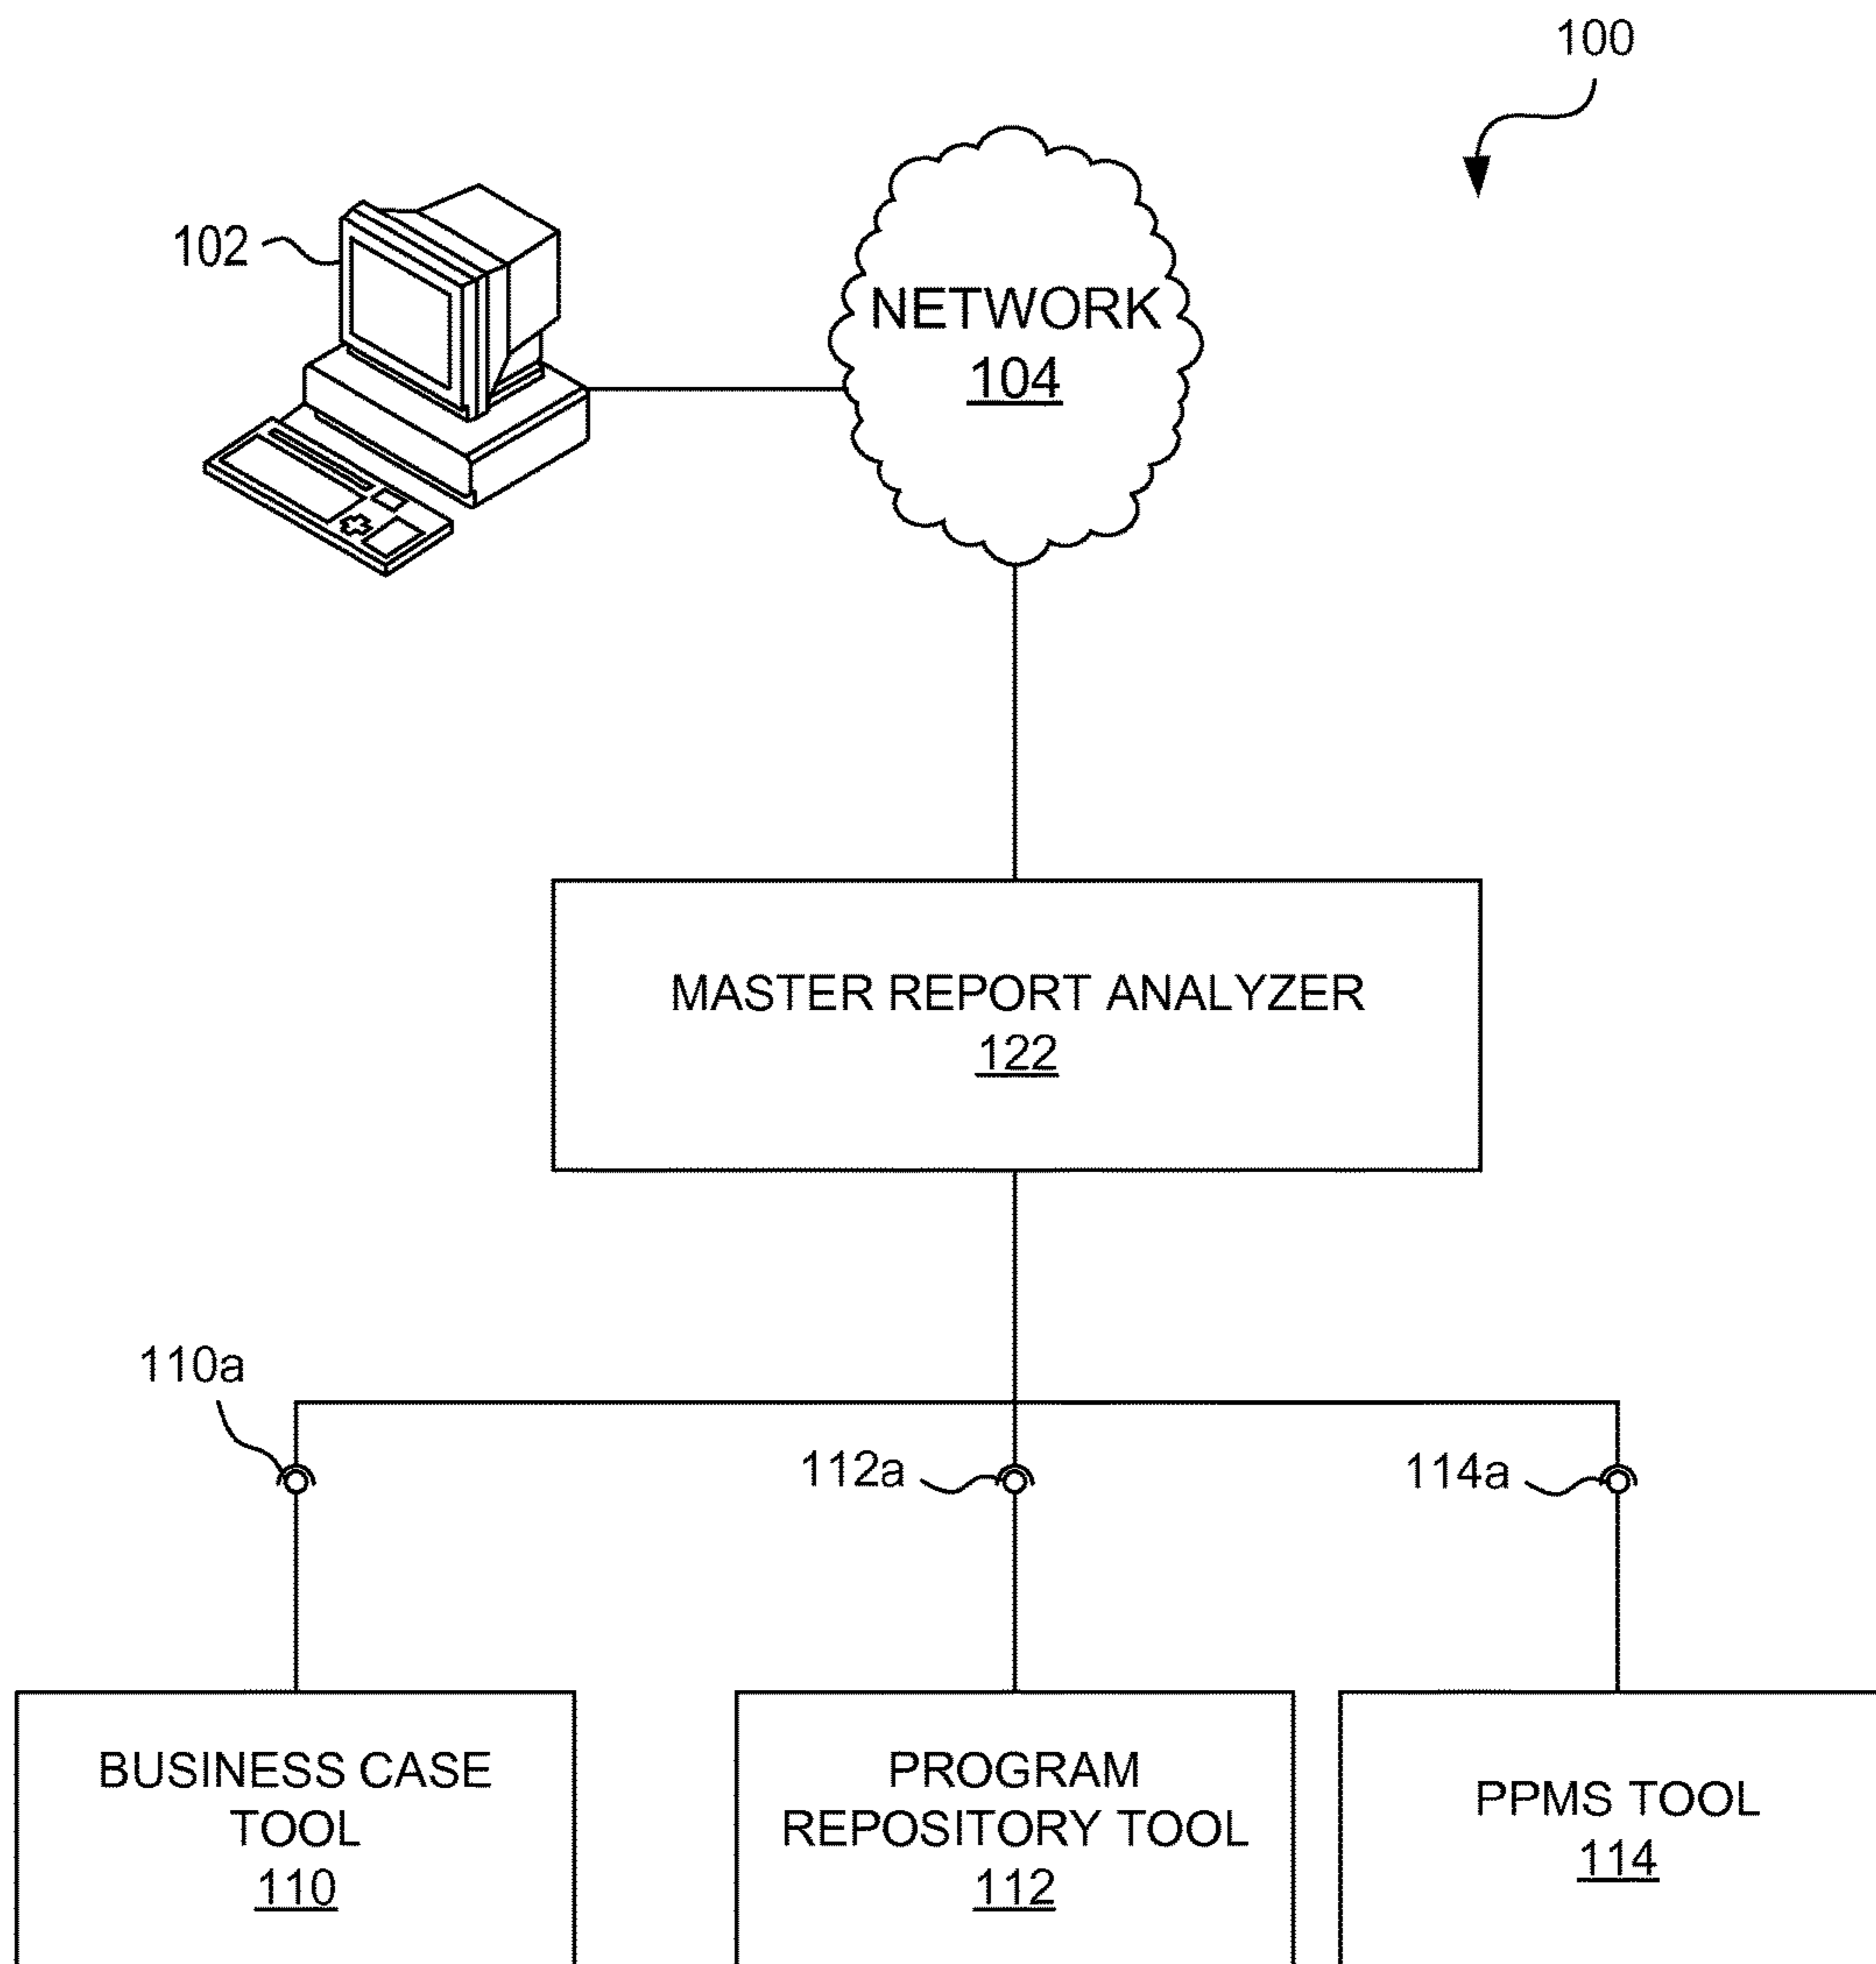 100
102
NETWORK
104
MASTER REPORT ANALYZER
122
110a
112a
114a
BUSINESS CASE
TOOL
110
PROGRAM
REPOSITORY TOOL
112
PPMS TOOL
114